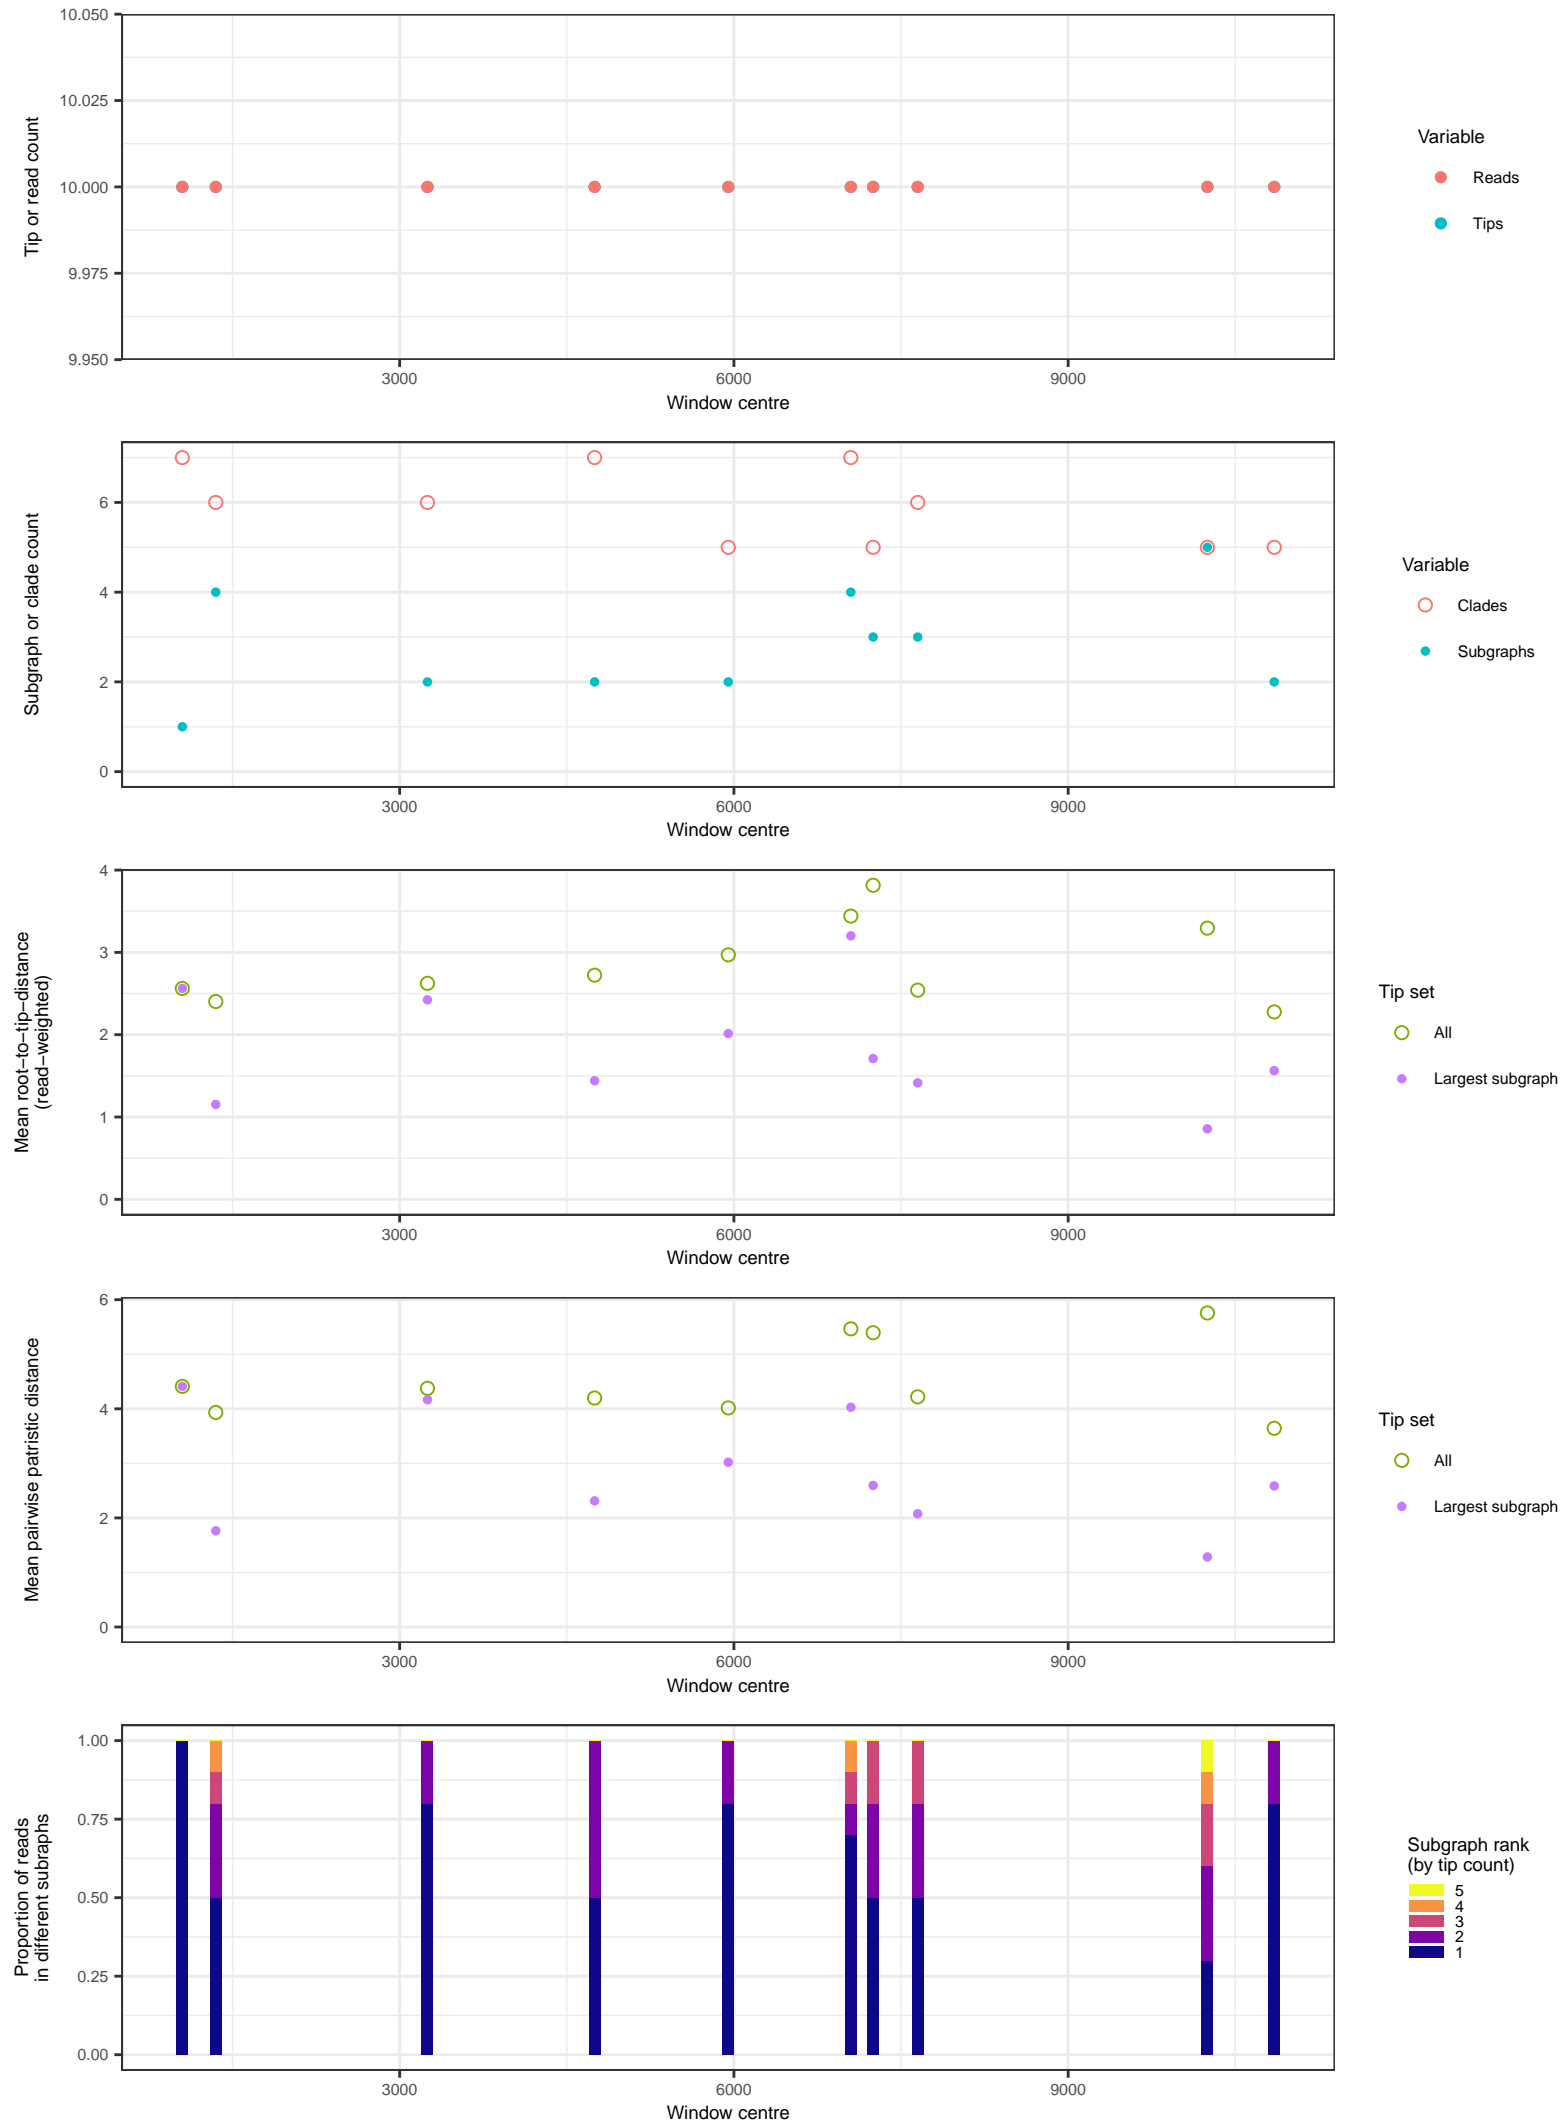 10.050
10.025
10.000
9.975
9.950
Tip or read count
3000
6000
9000
Window centre
Variable
Reads
Tips
6
4
2
0
Subgraph or clade count
3000
6000
9000
Window centre
Variable
Clades
Subgraphs
4
3
2
1
0
Mean root−to−tip−distance
(read−weighted)
3000
6000
9000
Window centre
Tip set
All
Largest subgraph
6
4
2
0
Mean pairwise patristic distance
3000
6000
9000
Window centre
Tip set
All
Largest subgraph
1.00
0.75
0.50
0.25
0.00
Proportion of reads
in different subraphs
3000
6000
9000
Window centre
Subgraph rank
(by tip count)
5
4
3
2
1